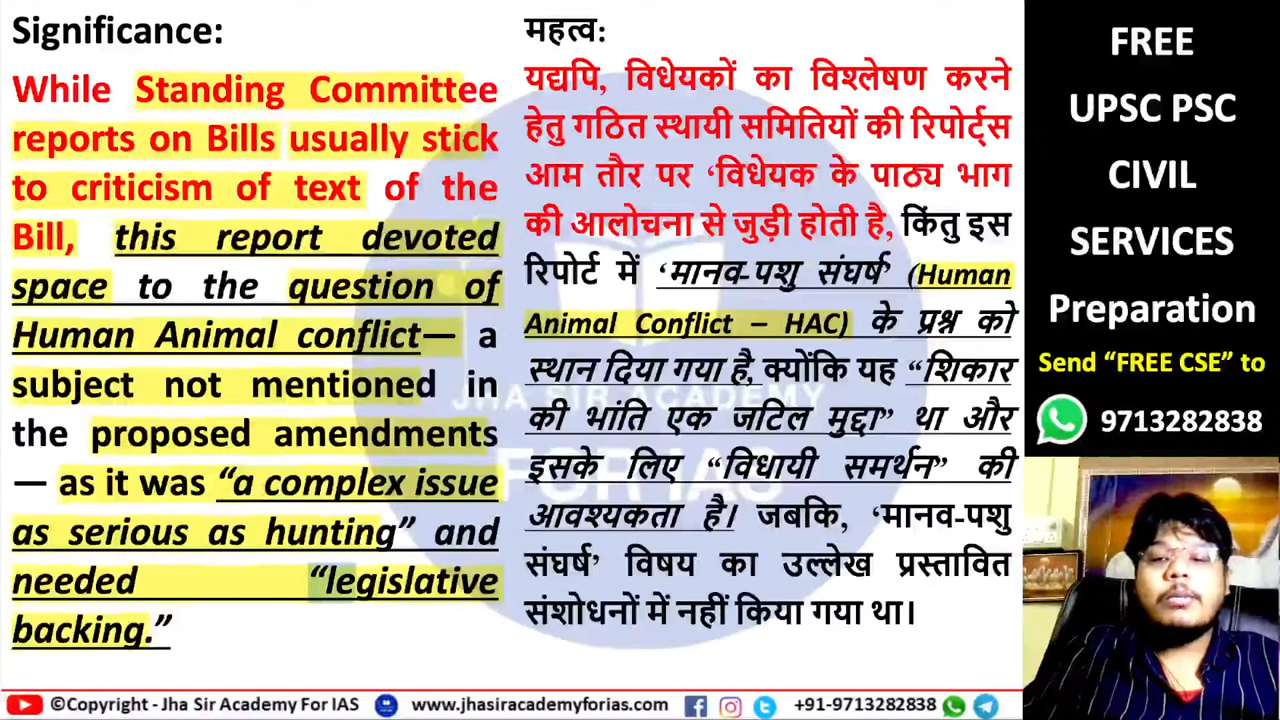 Significance:
While Standing Committee
reports on Bills usually stick
to criticism of text of the
Bill, this report devoted
space to the question of
Human Animal conflict— a
subject not mentioned in
the proposed amendments
— as it was “a complex issue
as serious as hunting” and
needed “legislative
backing.”
महत्व:
यद्यपि, विधेयकों का विश्लेषण करने
हेतु गठित स्थायी समितियों की रिपोर्ट्स
आम तौर पर ‘विधेयक के पाठ्य भाग
की आलोचना से जुड़ी होती है, किंतु इस
रिपोर्ट में ‘मानव-पशु संघर्ष’ (Human
Animal Conflict – HAC) के प्रश्न को
स्थान दिया गया है, क्योंकि यह “शिकार
की भांति एक जटिल मुद्दा” था और
इसके लिए “विधायी समर्थन” की
आवश्यकता है। जबकि, ‘मानव-पशु
संघर्ष’ विषय का उल्लेख प्रस्तावित
संशोधनों में नहीं किया गया था।
JHA SIR ACADEMY
FOR IAS
FREE
UPSC PSC
CIVIL
SERVICES
Preparation
Send “FREE CSE” to
9713282838
©Copyright - Jha Sir Academy For IAS
www.jhasiracademyforias.com
+91-9713282838